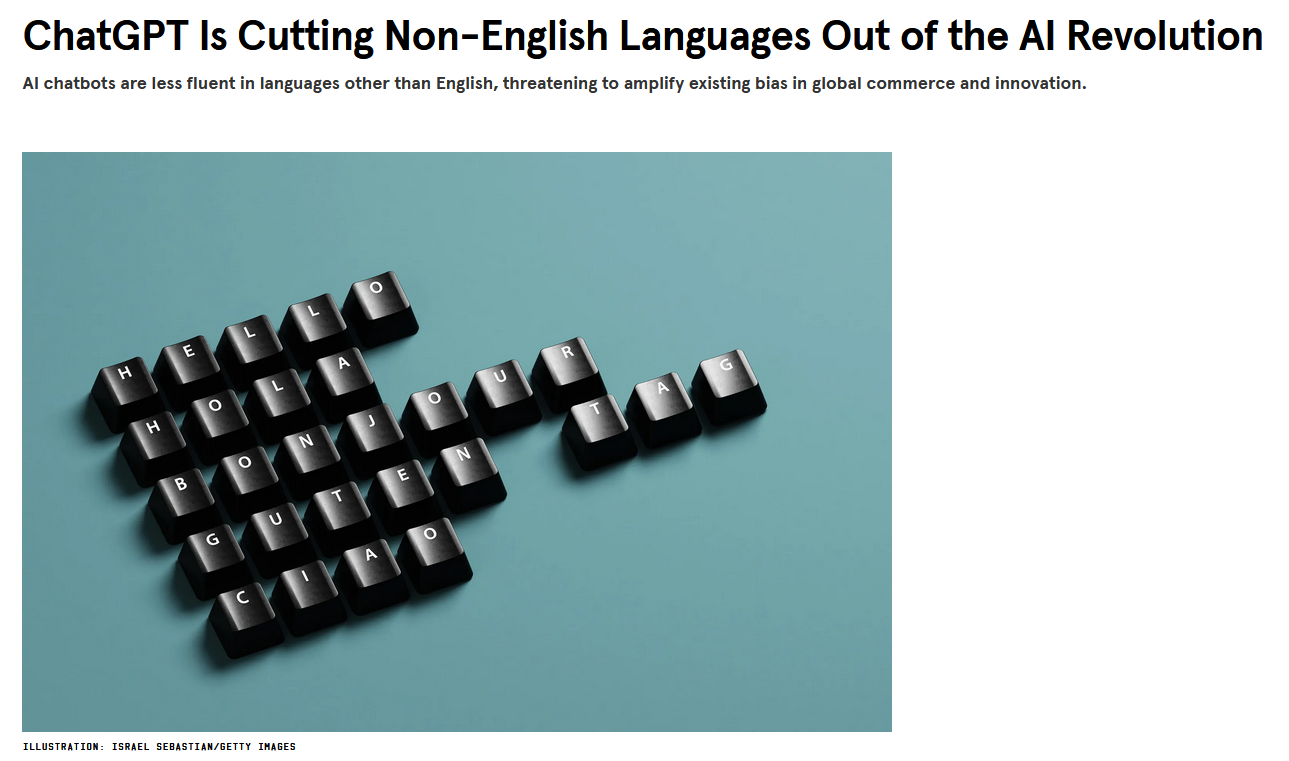 ChatGPT Is Cutting Non-English Languages Out of the AI Revolution
AI chatbots are less fluent in languages other than English, threatening to amplify existing bias in global commerce and innovation.
HELLO
HOLA
BONJOUR
GUTEN TAG
CIAO
ILLUSTRATION: ISRAEL SEBASTIAN/GETTY IMAGES